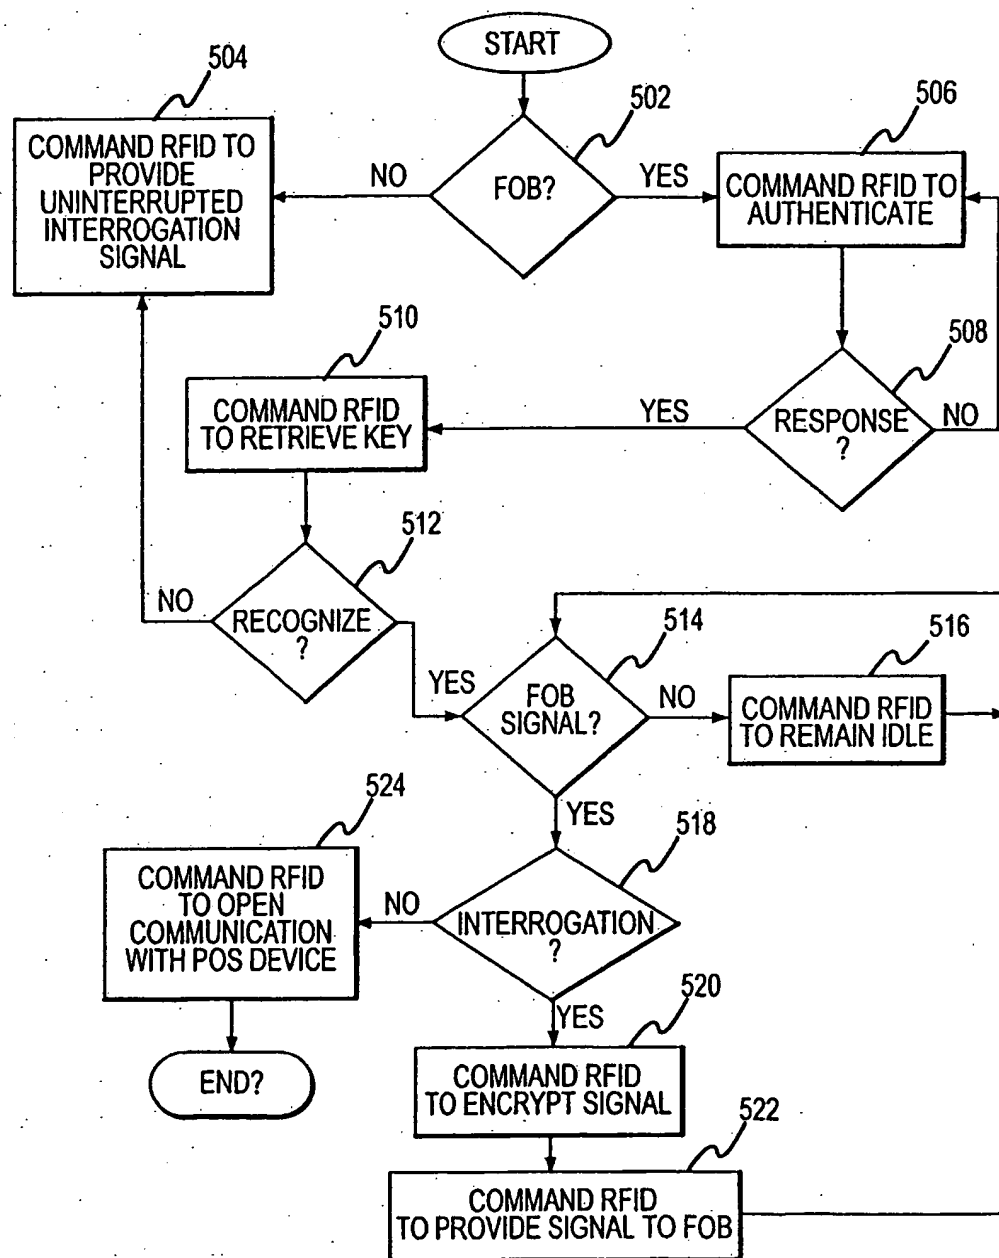 START
504
502
506
COMMAND RFID TO
PROVIDE
UNINTERRUPTED
INTERROGATION
SIGNAL
NO
FOB?
YES
COMMAND RFID TO
AUTHENTICATE
510
508
COMMAND RFID
TO RETRIEVE KEY
YES
RESPONSE
?
NO
512
NO
RECOGNIZE
?
YES
514
516
FOB
SIGNAL?
NO
COMMAND RFID
TO REMAIN IDLE
YES
524
518
COMMAND RFID
TO OPEN
COMMUNICATION
WITH POS DEVICE
NO
INTERROGATION
?
YES
520
END?
COMMAND RFID
TO ENCRYPT SIGNAL
522
COMMAND RFID
TO PROVIDE SIGNAL TO FOB